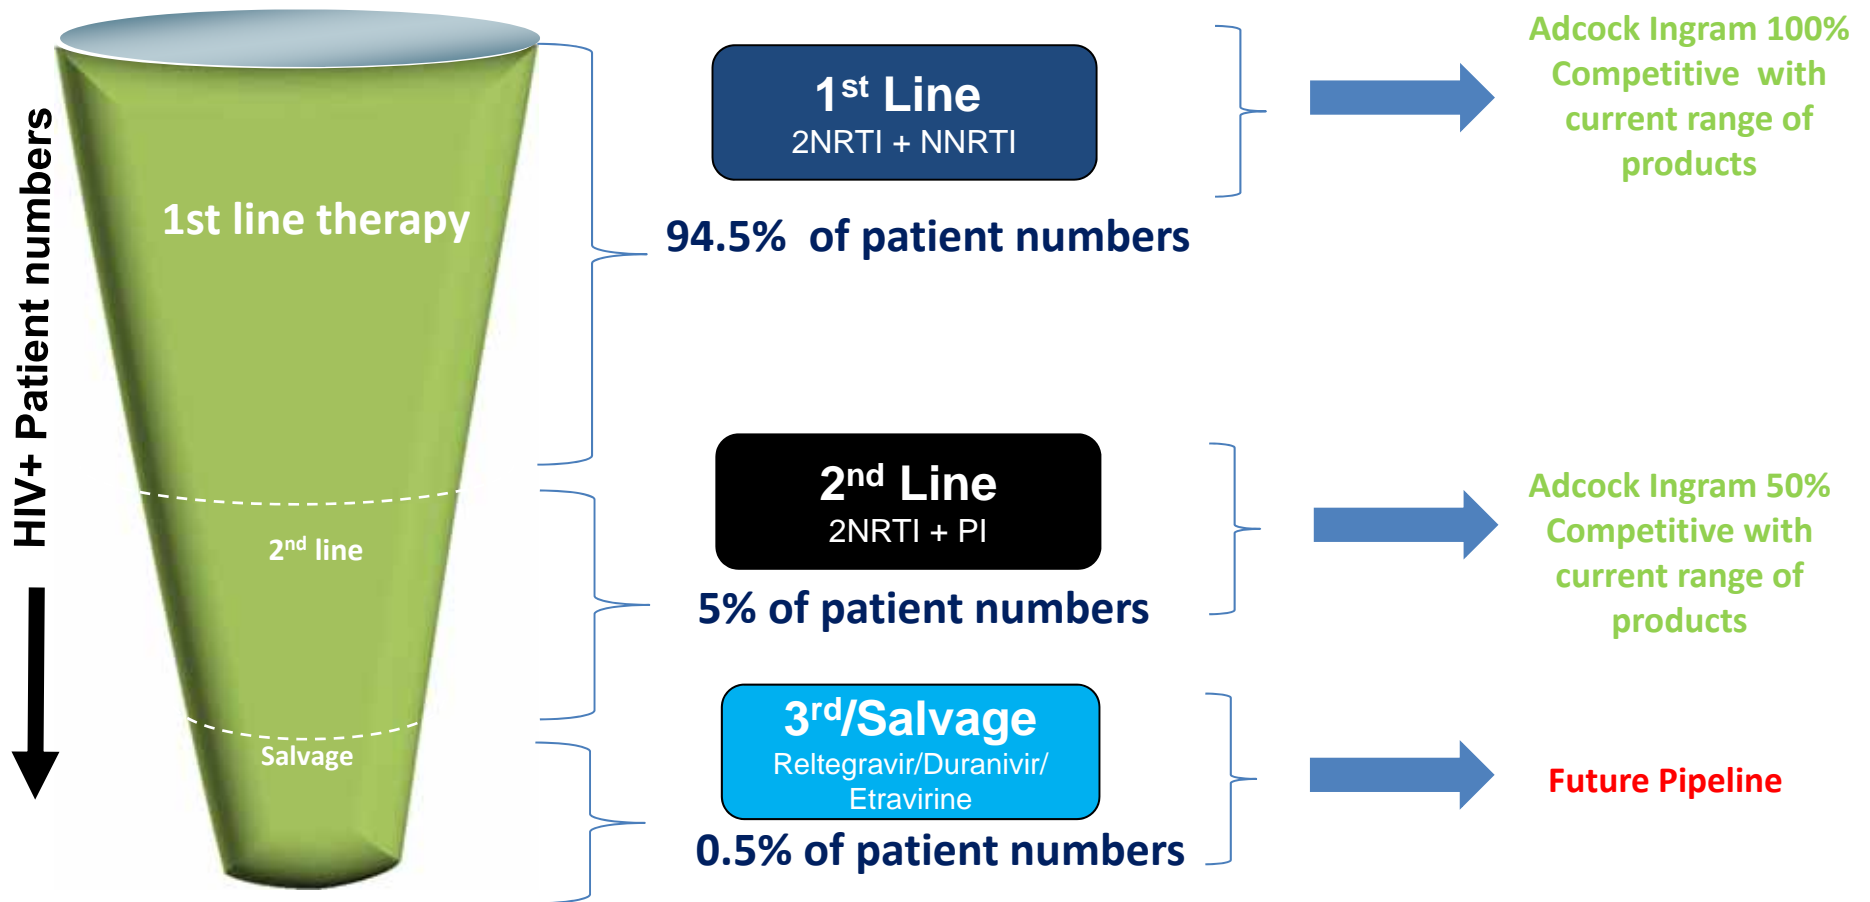 HIV+ Patient numbers
1st line therapy
2nd line
Salvage
1st Line
2NRTI + NNRTI
94.5% of patient numbers
Adcock Ingram 100%
Competitive with
current range of
products
2nd Line
2NRTI + PI
5% of patient numbers
Adcock Ingram 50%
Competitive with
current range of
products
3rd/Salvage
Reltegravir/Duranivir/
Etravirine
0.5% of patient numbers
Future Pipeline